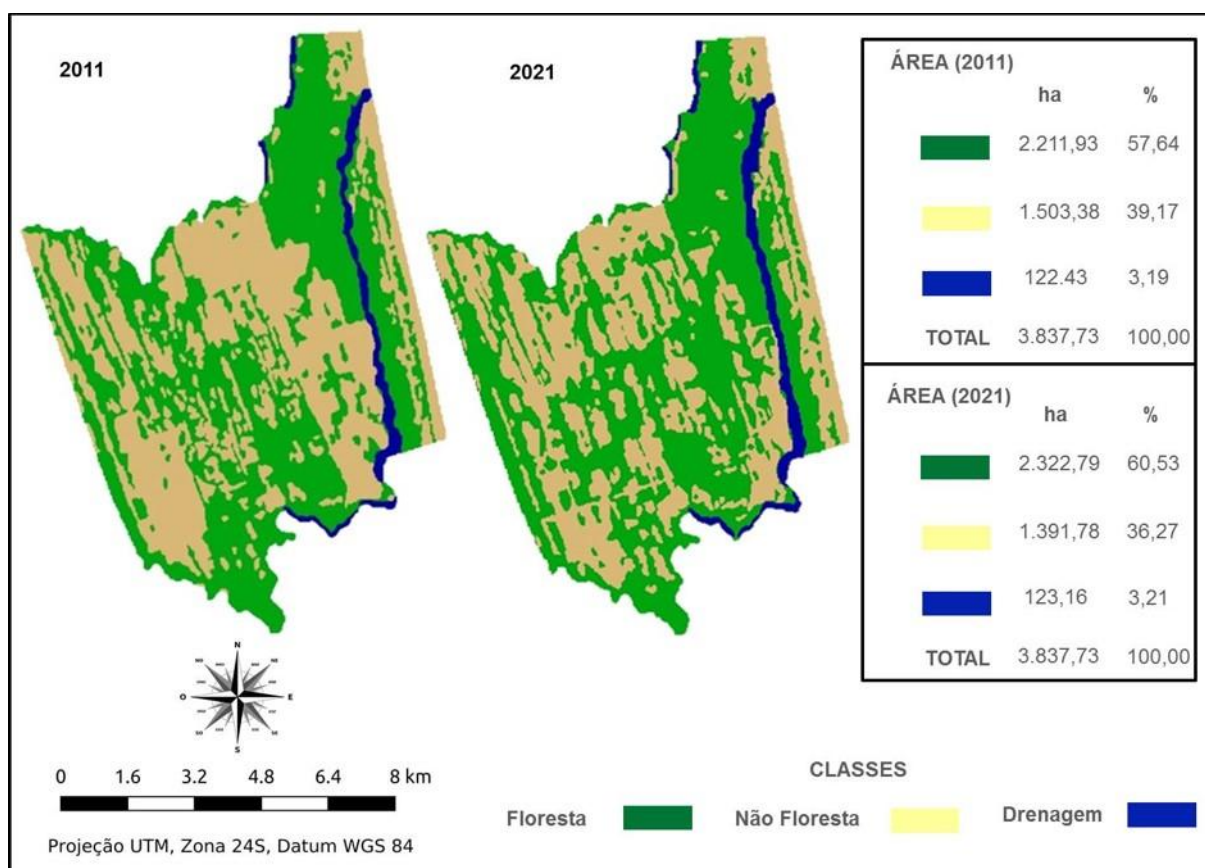 2011
2021
ÁREA (2011)
ha %
2.211,93 57,64
1.503,38 39,17
122.43 3,19
TOTAL 3.837,73 100,00
ÁREA (2021)
ha %
2.322,79 60,53
1.391,78 36,27
123,16 3,21
TOTAL 3.837,73 100,00
N
O E
S
0 1.6 3.2 4.8 6.4 8 km
Projeção UTM, Zona 24S, Datum WGS 84
CLASSES
Floresta Não Floresta Drenagem